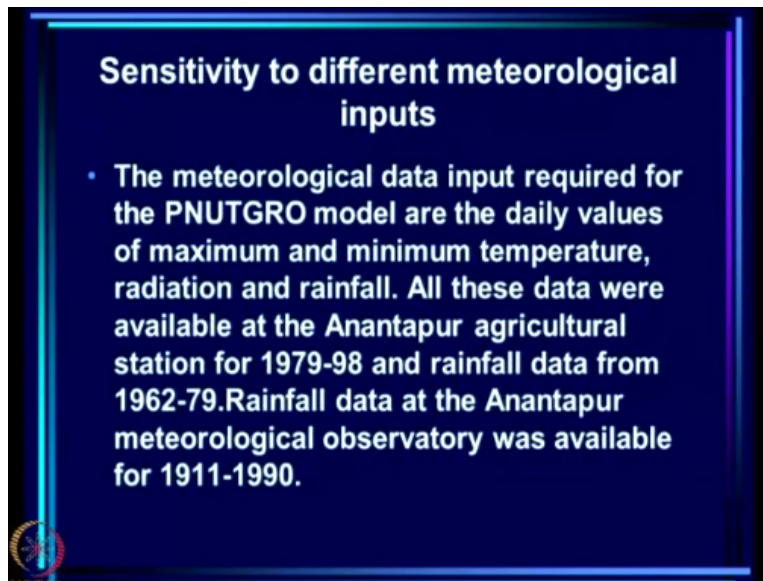 Sensitivity to different meteorological
inputs
• The meteorological data input required for
the PNUTGRO model are the daily values
of maximum and minimum temperature,
radiation and rainfall. All these data were
available at the Anantapur agricultural
station for 1979-98 and rainfall data from
1962-79.Rainfall data at the Anantapur
meteorological observatory was available
for 1911-1990.